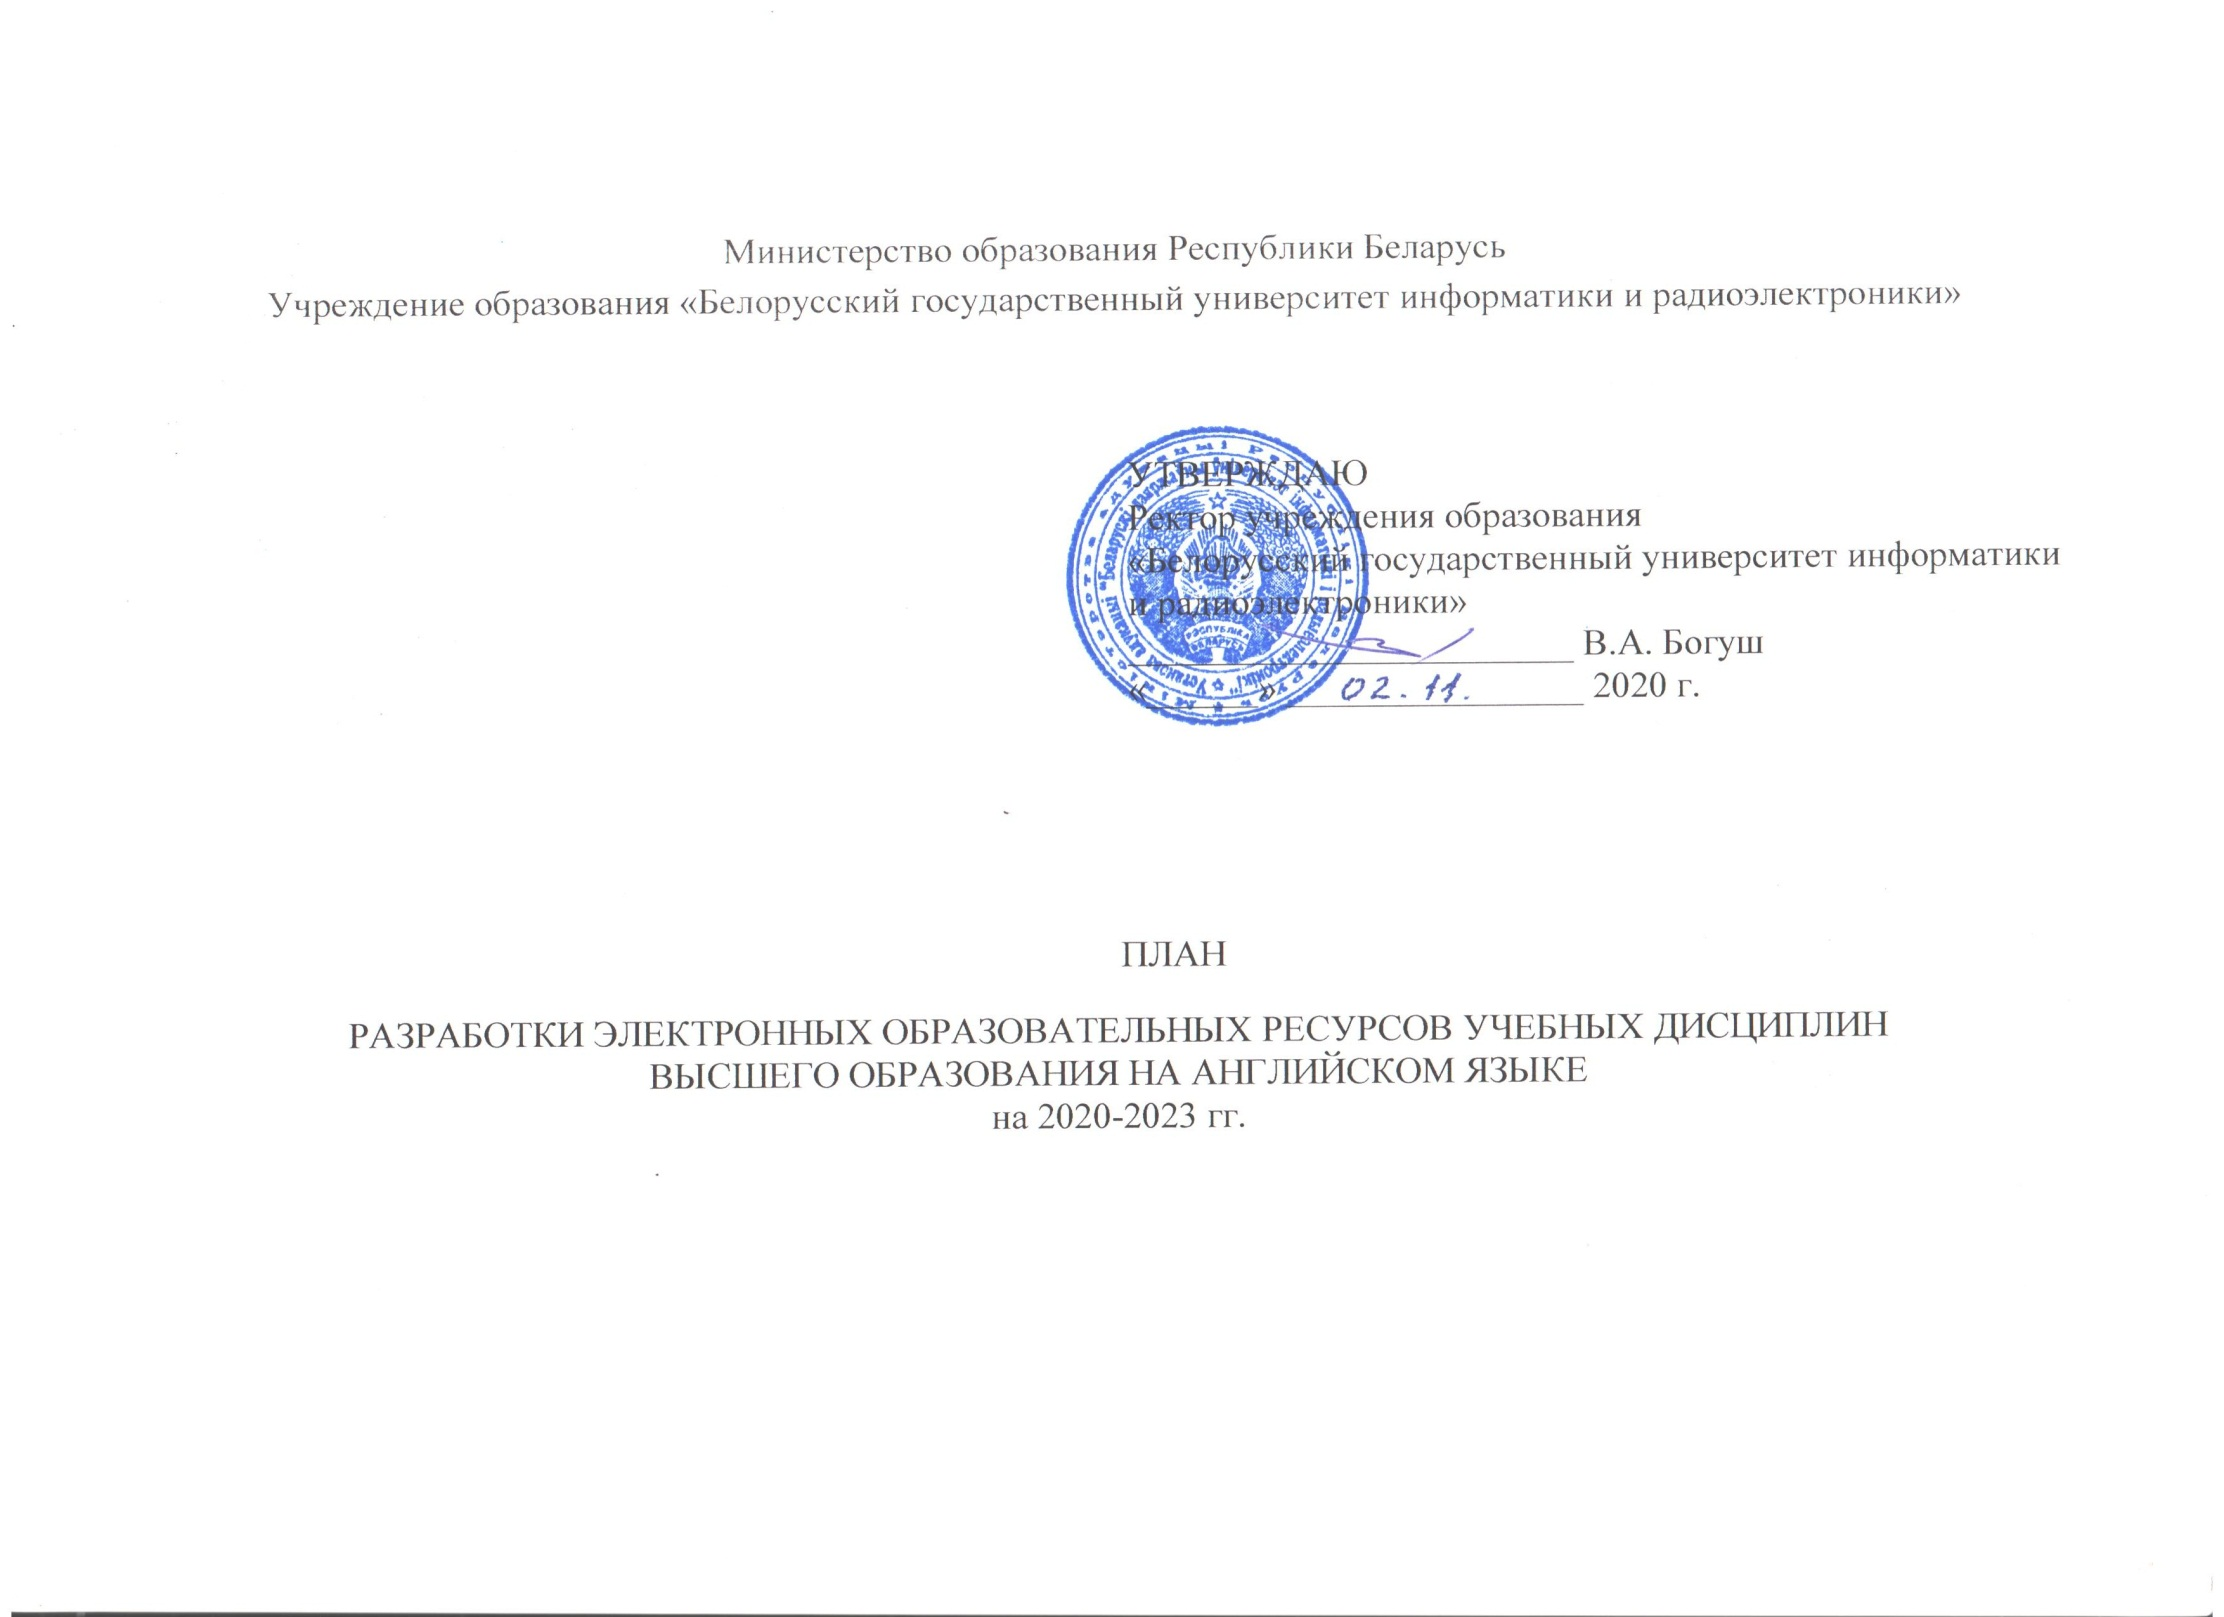 Министерство образования Республики Беларусь
Учреждение образования «Белорусский государственный университет информатики и радиоэлектроники»
УТВЕРЖДАЮ
Ректор учреждения образования
«Белорусский государственный университет информатики
и радиоэлектроники»
В.А. Богуш
« » 02.11. 2020 г.
РЭСПУБЛІКА
БЕЛАРУСЬ
ПЛАН
РАЗРАБОТКИ ЭЛЕКТРОННЫХ ОБРАЗОВАТЕЛЬНЫХ РЕСУРСОВ УЧЕБНЫХ ДИСЦИПЛИН
ВЫСШЕГО ОБРАЗОВАНИЯ НА АНГЛИЙСКОМ ЯЗЫКЕ
на 2020-2023 гг.